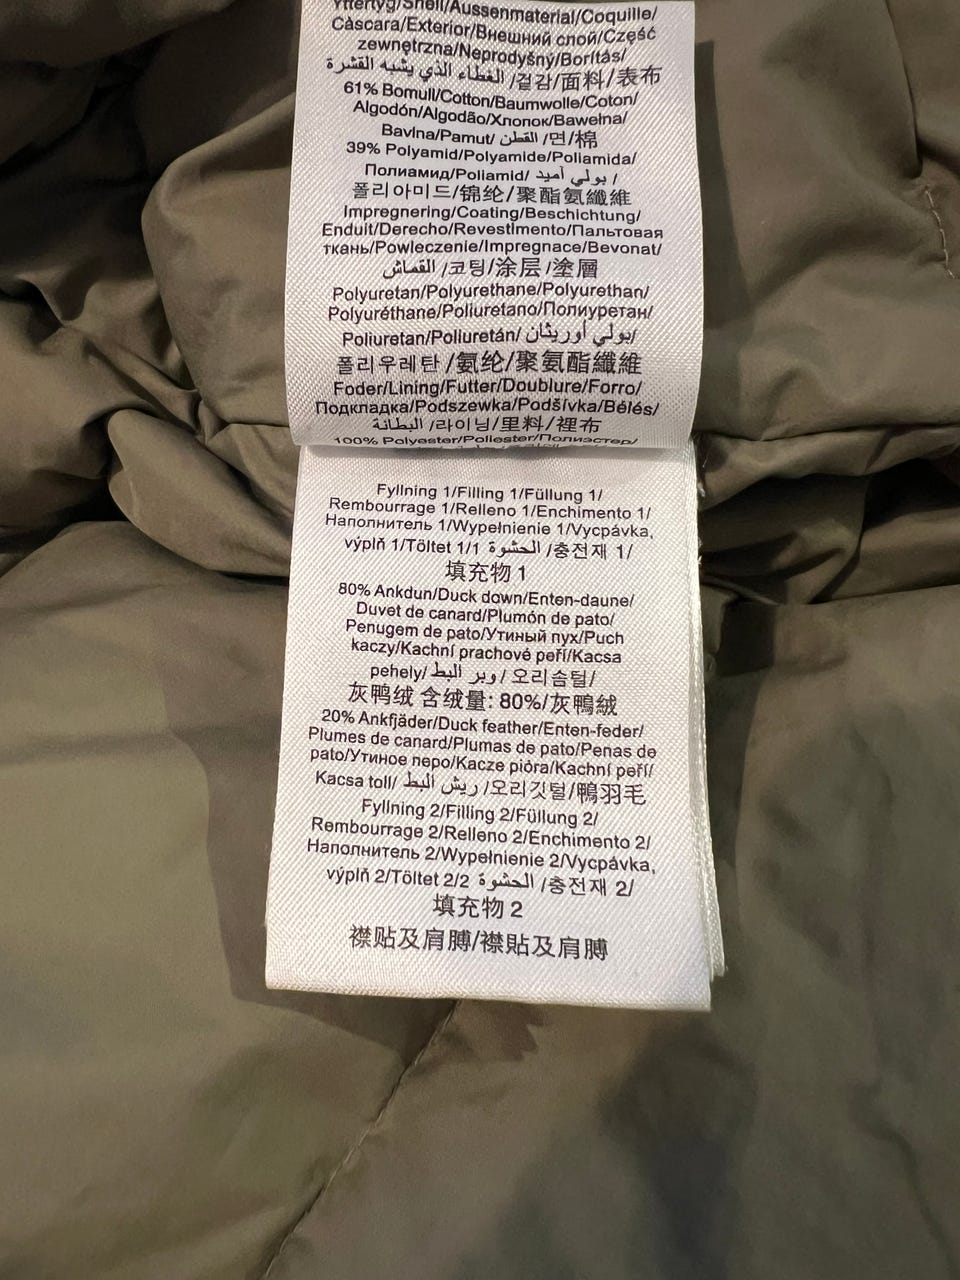 Yttertyg/Shell/Aussenmaterial/Coquille/
Càscara/Exterior/Внешний слой/Część
zewnętrzna/Neprodyšný/Borítás/
الغطاء الذي يشبه القشرة /겉감/面料/表布
61% Bomull/Cotton/Baumwolle/Coton/
Algodón/Algodão/Хлопок/Bawełna/
Bavlna/Pamut/ القطن /면/棉
39% Polyamid/Polyamide/Poliamida/
Полиамид/Poliamid/ بولي أميد /
폴리아미드/锦纶/聚酯氨纖維
Impregnering/Coating/Beschichtung/
Enduit/Derecho/Revestlmento/Пальтовая
ткань/Powleczenie/Impregnace/Bevonat/
القماش /코팅/涂层/塗層
Polyuretan/Polyurethane/Polyurethan/
Polyuréthane/Poliuretano/Полиуретан/
Poliuretan/Poliuretán/ بولي أوريثان/
폴리우레탄/氨纶/聚氨酯纖維
Foder/Lining/Futter/Doublure/Forro/
Подкладка/Podszewka/Podšívka/Bélés/
البطانة /라이닝/里料/裡布
100% Polyester/Poliester/Полиэстер/
Fyllning 1/Filling 1/Füllung 1/
Rembourrage 1/Relleno 1/Enchimento 1/
Наполнитель 1/Wypełnienie 1/Vycpávka,
výplň 1/Töltet 1/1 الحشوة /충전재 1/
填充物 1
80% Ankdun/Duck down/Enten-daune/
Duvet de canard/Plumón de pato/
Penugem de pato/Утиный пух/Puch
kaczy/Kachní prachové peří/Kacsa
pehely/ وبر البط / 오리솜털/
灰鸭绒 含绒量: 80%/灰鴨絨
20% Ankfjäder/Duck feather/Enten-feder/
Plumes de canard/Plumas de pato/Penas de
pato/Утиное перо/Kacze pióra/Kachní peří/
Kacsa toll/ ريش البط /오리깃털/鴨羽毛
Fyllning 2/Filling 2/Füllung 2/
Rembourrage 2/Relleno 2/Enchimento 2/
Наполнитель 2/Wypełnienie 2/Vycpávka,
výplň 2/Töltet 2/2 الحشوة /충전재 2/
填充物 2
襟贴及肩膊/襟貼及肩膊